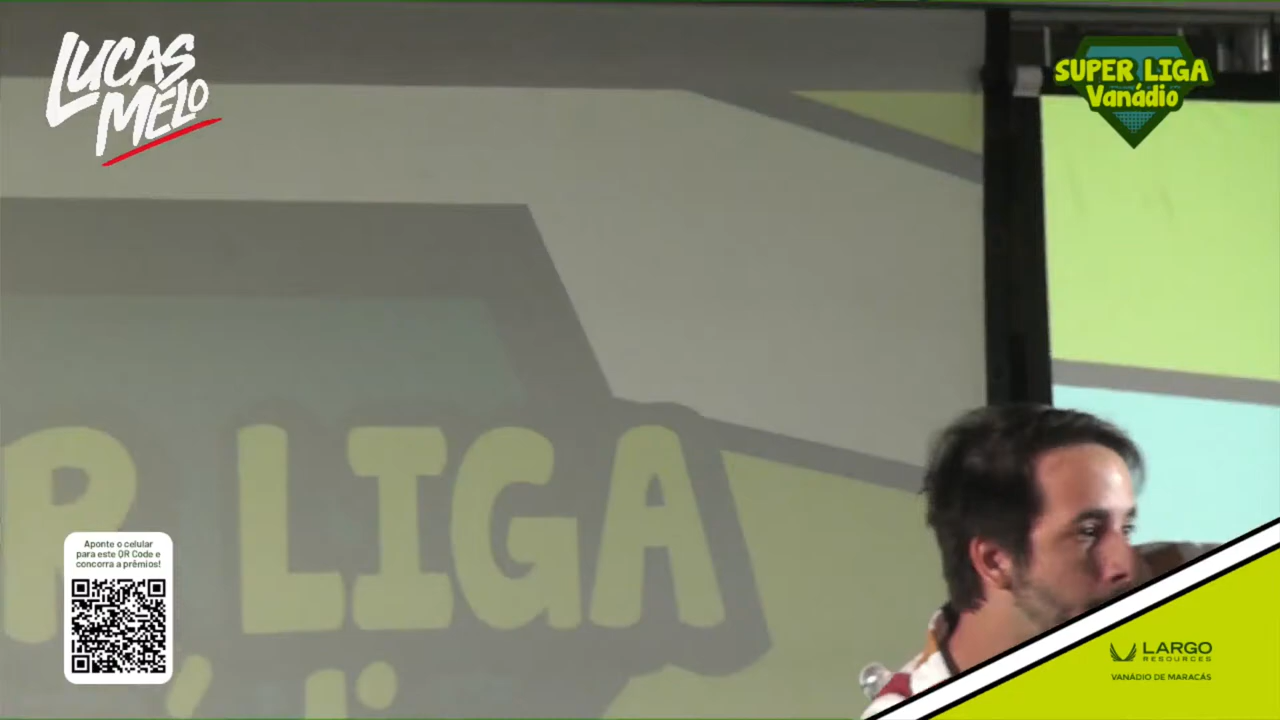 LUCAS
MELO
SUPER LIGA
Vanádio
R LIGA
Aponte o celular
para este QR Code e
concorra a prêmios!
LARGO
RESOURCES
VANÁDIO DE MARACÁS